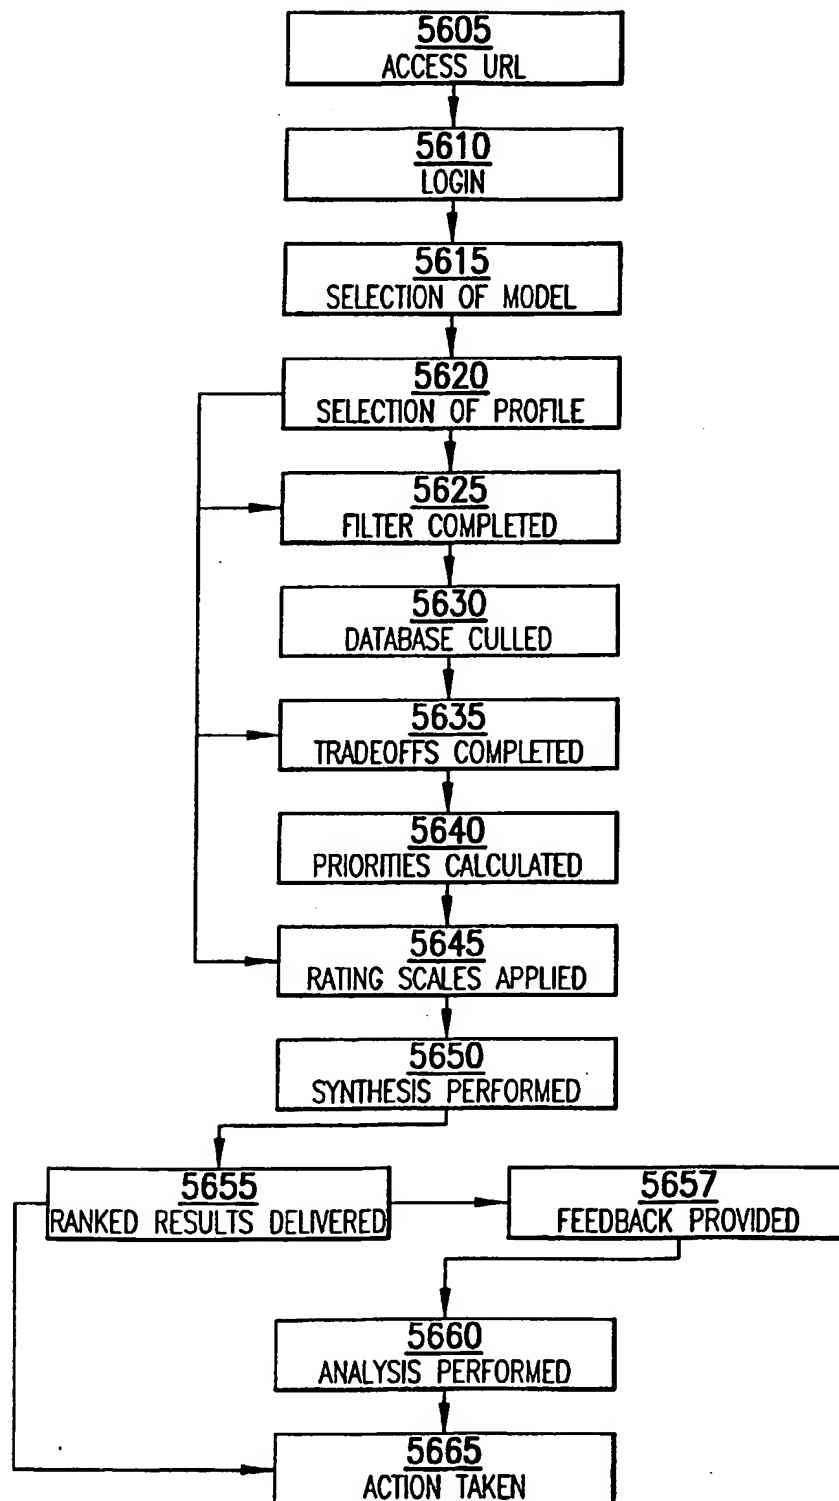 5605
ACCESS URL
5610
LOGIN
5615
SELECTION OF MODEL
5620
SELECTION OF PROFILE
5625
FILTER COMPLETED
5630
DATABASE CULLED
5635
TRADEOFFS COMPLETED
5640
PRIORITIES CALCULATED
5645
RATING SCALES APPLIED
5650
SYNTHESIS PERFORMED
5655
RANKED RESULTS DELIVERED
5657
FEEDBACK PROVIDED
5660
ANALYSIS PERFORMED
5665
ACTION TAKEN